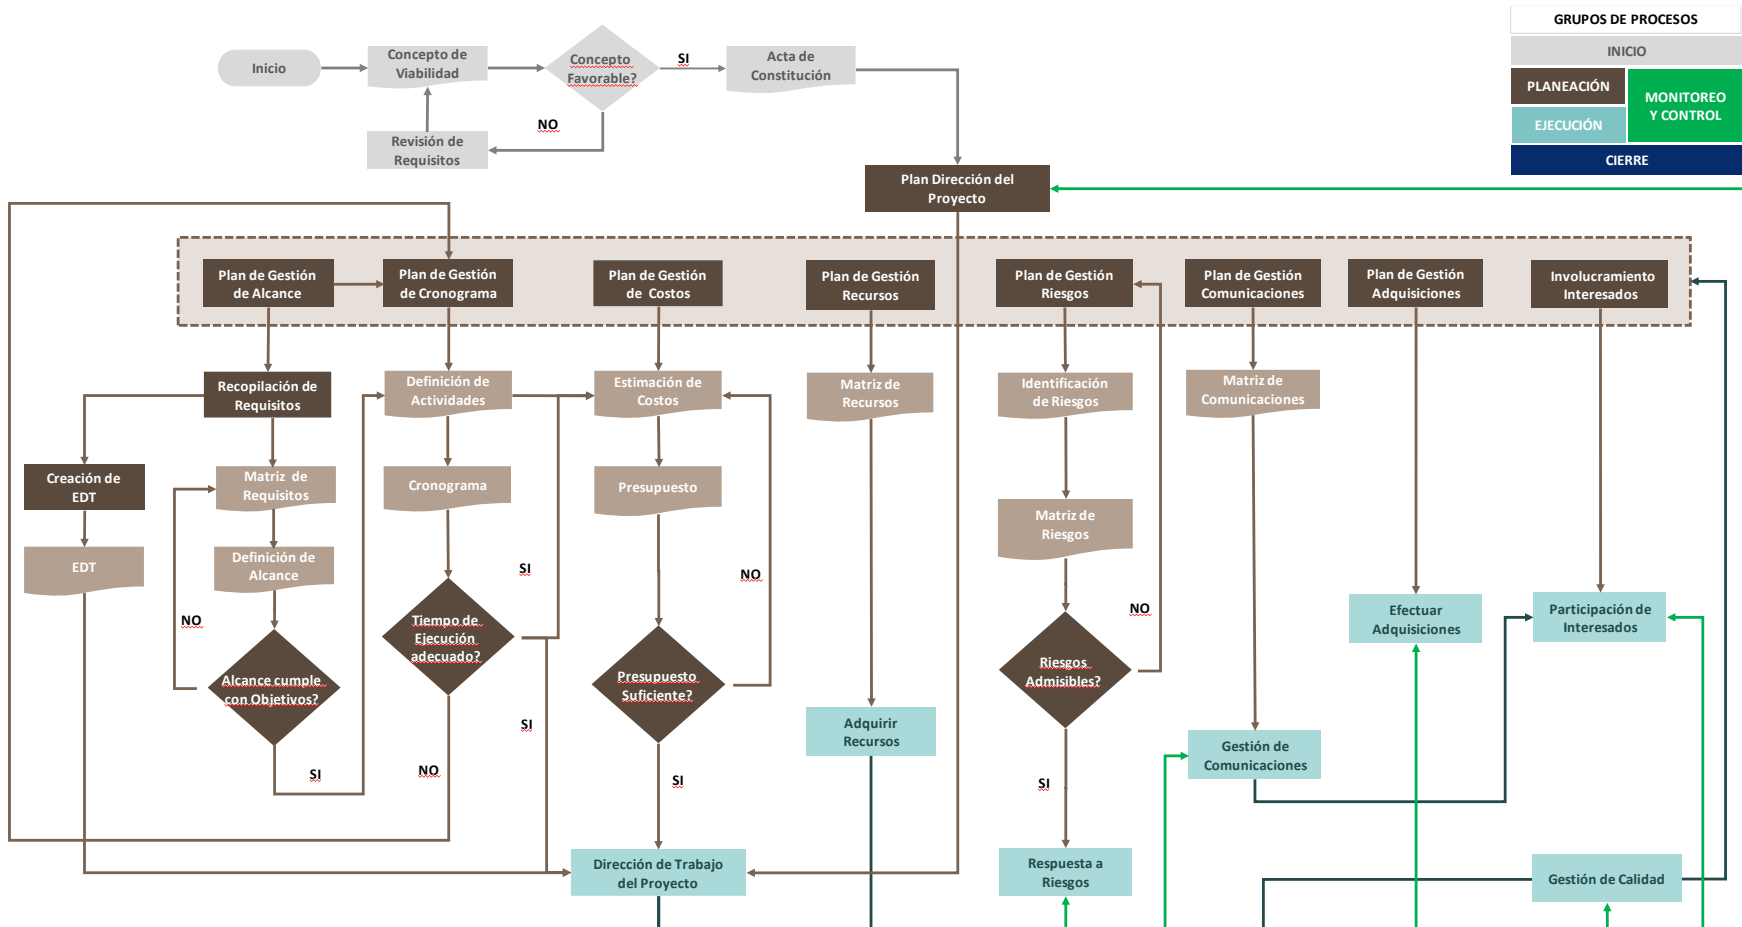 GRUPOS DE PROCESOS
INICIO
PLANEACIÓN
MONITOREO
Y CONTROL
EJECUCIÓN
CIERRE
Inicio
Concepto de
Viabilidad
Concepto
Favorable?
SI
Acta de
Constitución
NO
Revisión de
Requisitos
Plan Dirección del
Proyecto
Plan de Gestión
de Alcance
Plan de Gestión
de Cronograma
Plan de Gestión
de Costos
Plan de Gestión
Recursos
Plan de Gestión
Riesgos
Plan de Gestión
Comunicaciones
Plan de Gestión
Adquisiciones
Involucramiento
Interesados
Recopilación de
Requisitos
Definición de
Actividades
Estimación de
Costos
Matriz de
Recursos
Identificación
de Riesgos
Matriz de
Comunicaciones
Creación de
EDT
Matriz de
Requisitos
Cronograma
Presupuesto
Matriz de
Riesgos
EDT
Definición de
Alcance
SI
NO
NO
NO
Tiempo de
Ejecución
adecuado?
Efectuar
Adquisiciones
Participación de
Interesados
Alcance cumple
con Objetivos?
Presupuesto
Suficiente?
Riesgos
Admisibles?
SI
Adquirir
Recursos
Gestión de
Comunicaciones
SI
NO
SI
SI
Dirección de Trabajo
del Proyecto
Respuesta a
Riesgos
Gestión de Calidad